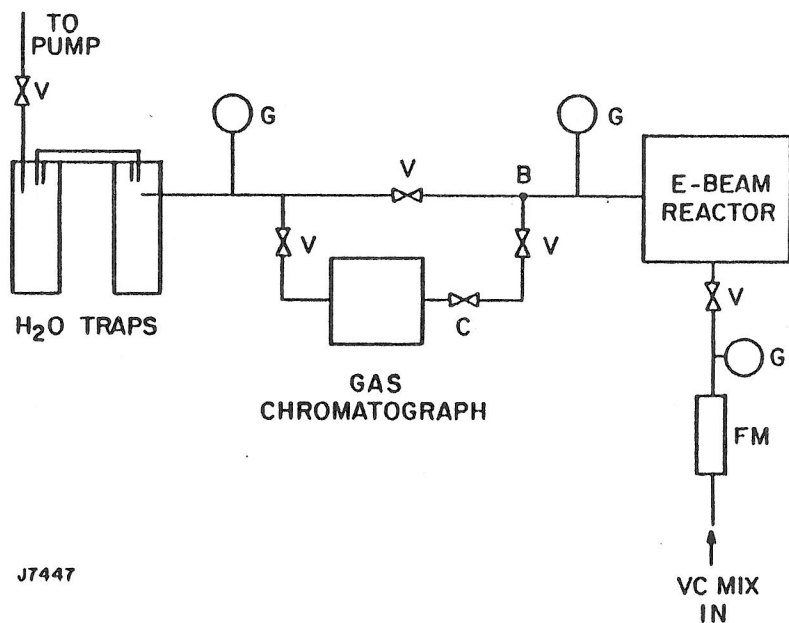 TO
PUMP
V
G
G
V
B
E-BEAM
REACTOR
V
V
V
C
H₂O TRAPS
G
GAS
CHROMATOGRAPH
FM
J7447
VC MIX
IN